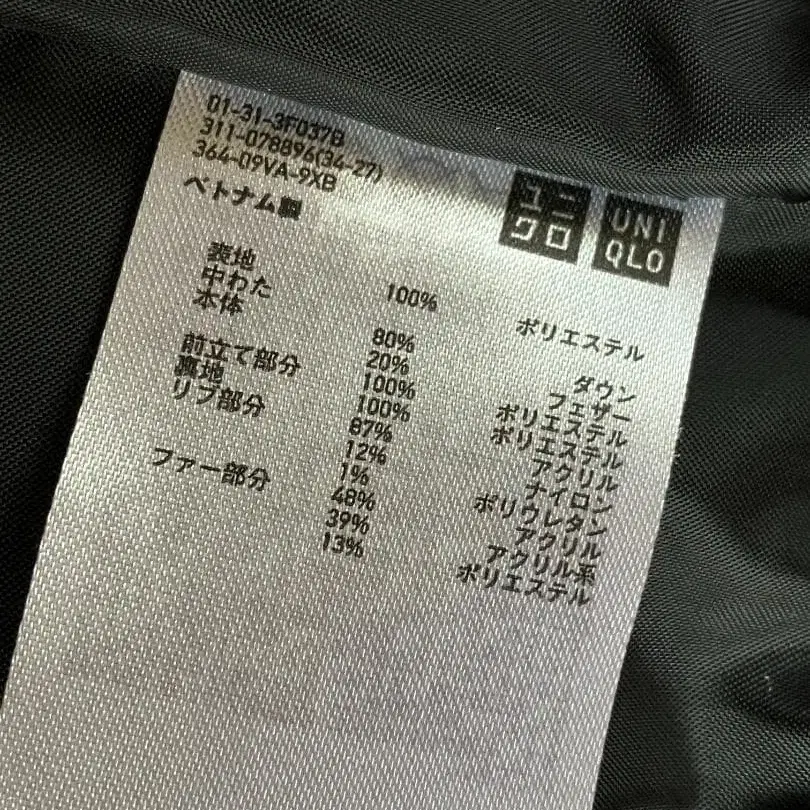 01-31-3F037B
311-078896(34-27)
364-09VA-9XB
ベトナム製
ユニクロ
UNIQLO
表地 100% ポリエステル
中わた
本体 80% ダウン
20% フェザー
前立て部分 100% ポリエステル
裏地 100% ポリエステル
リブ部分 87% アクリル
12% ナイロン
1% ポリウレタン
ファー部分 48% アクリル
39% アクリル系
13% ポリエステル